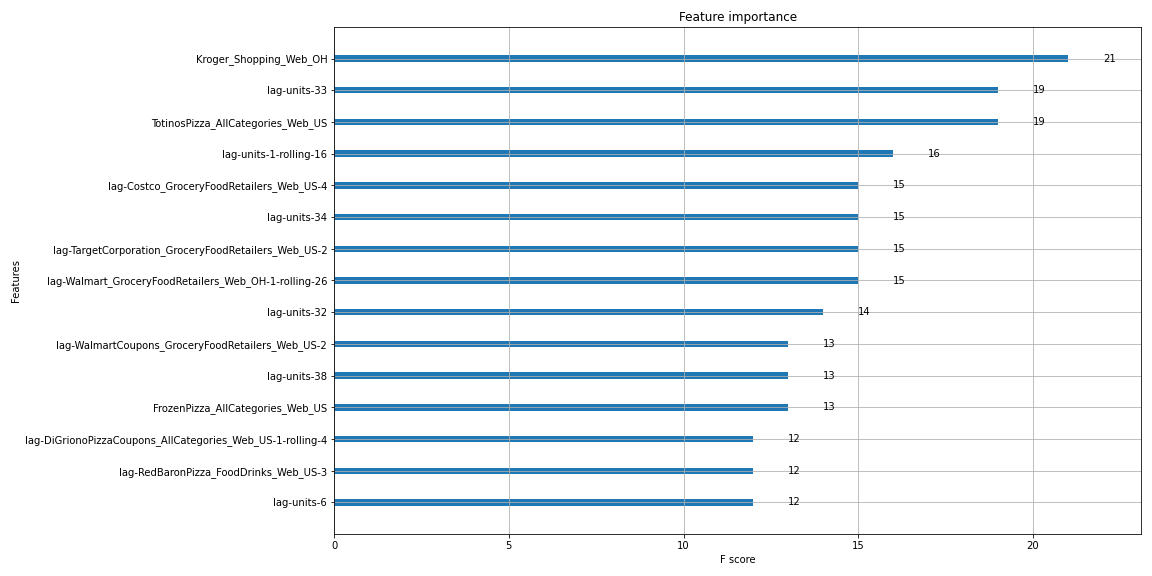 Feature importance
Features
Kroger_Shopping_Web_OH 21
lag-units-33 19
TotinosPizza_AllCategories_Web_US 19
lag-units-1-rolling-16 16
lag-Costco_GroceryFoodRetailers_Web_US-4 15
lag-units-34 15
lag-TargetCorporation_GroceryFoodRetailers_Web_US-2 15
lag-Walmart_GroceryFoodRetailers_Web_OH-1-rolling-26 15
lag-units-32 14
lag-WalmartCoupons_GroceryFoodRetailers_Web_US-2 13
lag-units-38 13
FrozenPizza_AllCategories_Web_US 13
lag-DiGrionoPizzaCoupons_AllCategories_Web_US-1-rolling-4 12
lag-RedBaronPizza_FoodDrinks_Web_US-3 12
lag-units-6 12
0 5 10 15 20
F score